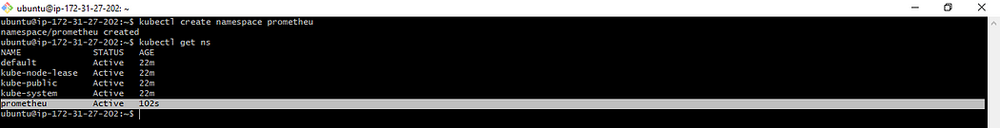 ubuntu@ip-172-31-27-202: ~
ubuntu@ip-172-31-27-202:~$ kubectl create namespace prometheu
namespace/prometheu created
ubuntu@ip-172-31-27-202:~$ kubectl get ns
NAME STATUS AGE
default Active 22m
kube-node-lease Active 22m
kube-public Active 22m
kube-system Active 22m
prometheu Active 102s
ubuntu@ip-172-31-27-202:~$